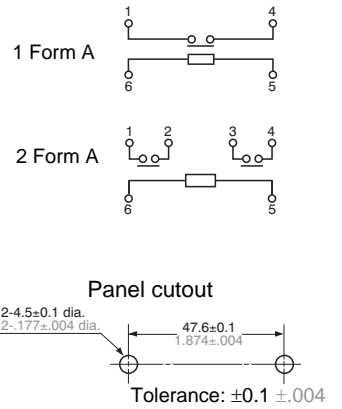 1 4
1 Form A
6 5
1 2 3 4
2 Form A
6 5
Panel cutout
2-4.5±0.1 dia.
2-.177±.004 dia.
47.6±0.1
1.874±.004
Tolerance: ±0.1 ±.004